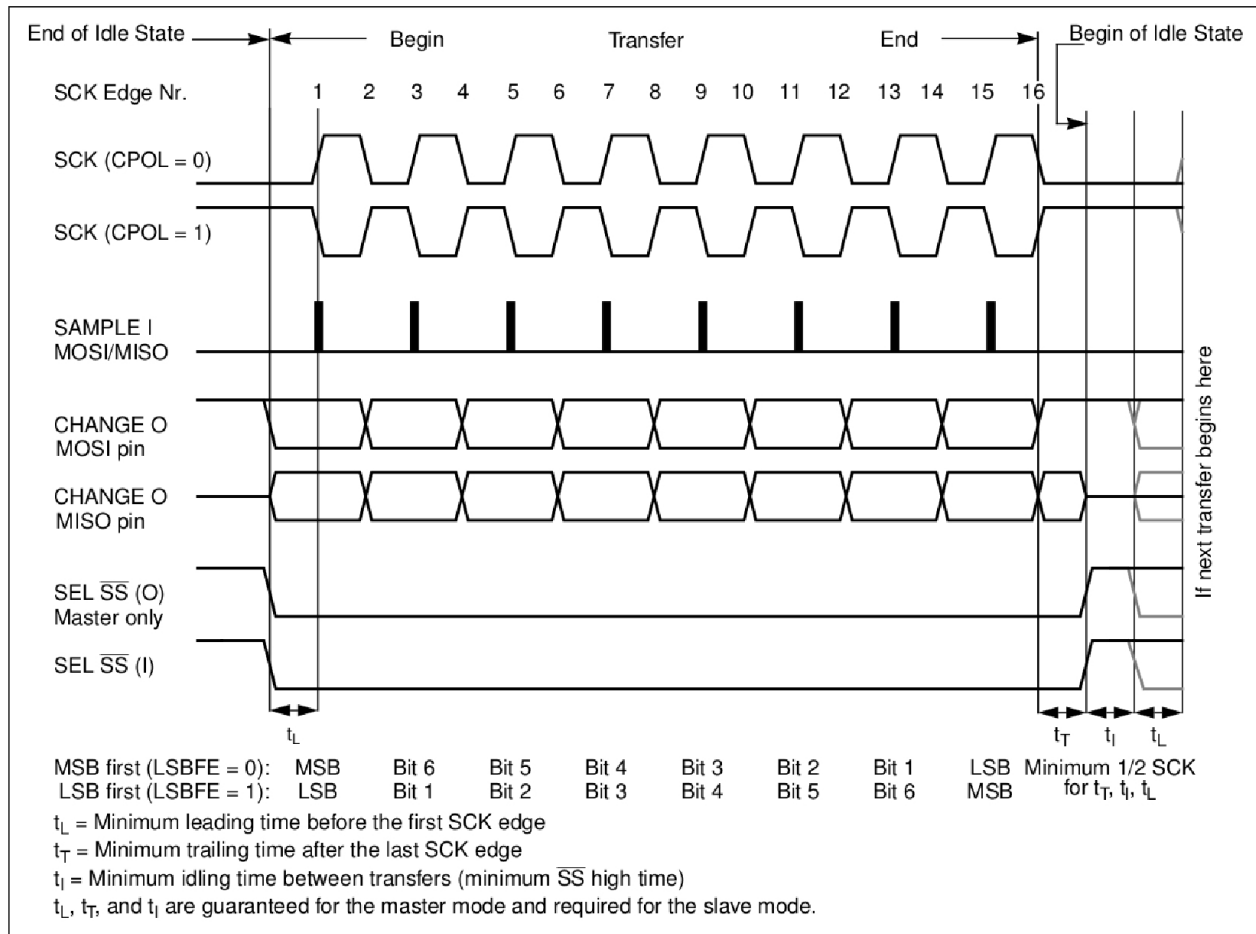 End of Idle State
Begin
Transfer
End
Begin of Idle State
SCK Edge Nr.
1 2 3 4 5 6 7 8 9 10 11 12 13 14 15 16
SCK (CPOL = 0)
SCK (CPOL = 1)
SAMPLE I
MOSI/MISO
CHANGE O
MOSI pin
CHANGE O
MISO pin
SEL S̅S̅ (O)
Master only
SEL S̅S̅ (I)
If next transfer begins here
tL
tT tI tL
MSB first (LSBFE = 0): MSB Bit 6 Bit 5 Bit 4 Bit 3 Bit 2 Bit 1 LSB Minimum 1/2 SCK
LSB first (LSBFE = 1): LSB Bit 1 Bit 2 Bit 3 Bit 4 Bit 5 Bit 6 MSB for tT, tI, tL
tL = Minimum leading time before the first SCK edge
tT = Minimum trailing time after the last SCK edge
tI = Minimum idling time between transfers (minimum S̅S̅ high time)
tL, tT, and tI are guaranteed for the master mode and required for the slave mode.